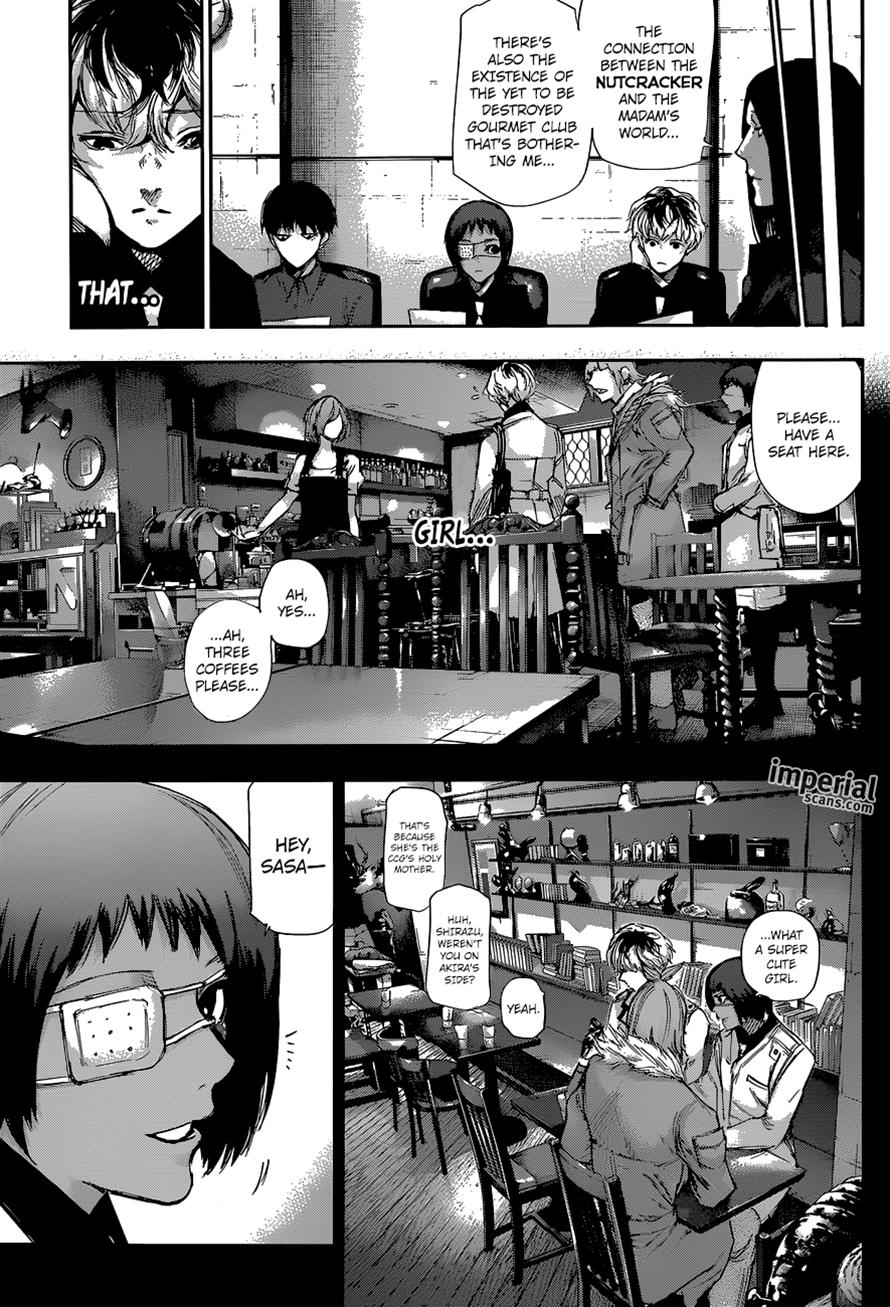 THE
CONNECTION
BETWEEN THE
NUTCRACKER
AND THE
MADAM'S
WORLD...
THERE'S
ALSO THE
EXISTENCE OF
THE YET TO BE
DESTROYED
GOURMET CLUB
THAT'S BOTHER-
ING ME...
THAT...
PLEASE...
HAVE A
SEAT HERE.
GIRL...
AH,
YES...
...AH,
THREE
COFFEES
PLEASE...
imperial
scans.com
...WHAT
A SUPER
CUTE
GIRL.
THAT'S
BECAUSE
SHE'S THE
CCG'S HOLY
MOTHER.
HUH,
SHIRAZU,
WEREN'T
YOU ON
AKIRA'S
SIDE?
YEAH.
HEY,
SASA—